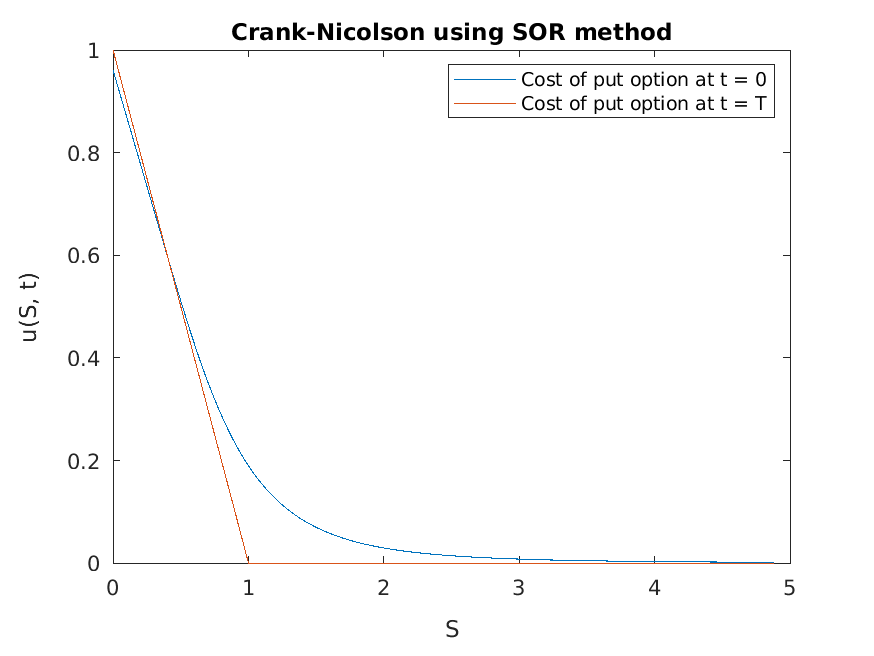 Crank-Nicolson using SOR method
Cost of put option at t = 0
Cost of put option at t = T
1
0.8
0.6
0.4
0.2
0
u(S, t)
0 1 2 3 4 5
S